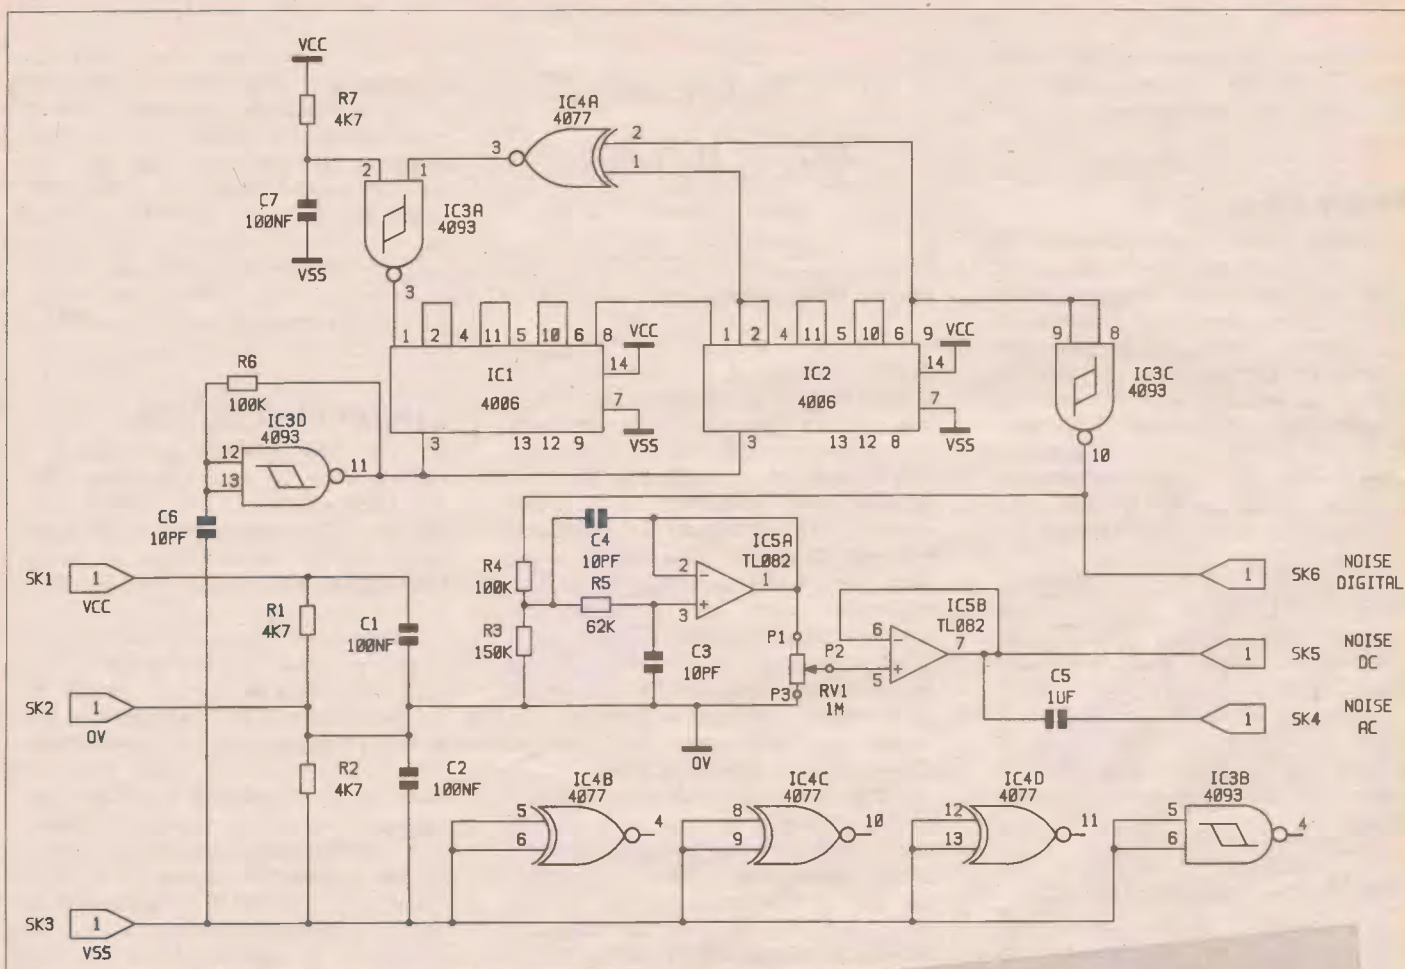 VCC
R7
4K7
C7
100NF
VSS
2
1
IC3A
4093
3
3
IC4A
4077
2
1
1 2 4 11 5 10 6 8
VCC
14
IC1
4006
7
VSS
3
13 12 9
1 2 4 11 5 10 6 9
VCC
14
IC2
4006
7
VSS
3
13 12 8
9 8
IC3C
4093
10
R6
100K
IC3D
4093
12
13
11
C6
10PF
SK1
1
VCC
R1
4K7
C1
100NF
SK2
1
0V
R2
4K7
C2
100NF
SK3
1
VSS
R4
100K
R3
150K
C4
10PF
R5
62K
C3
10PF
IC5A
TL082
2
-
1
+
3
P1
P2
P3
RV1
1M
0V
IC5B
TL082
6
-
7
+
5
C5
1UF
1
SK6
NOISE
DIGITAL
1
SK5
NOISE
DC
1
SK4
NOISE
AC
IC4B
4077
5
6
4
IC4C
4077
8
9
10
IC4D
4077
12
13
11
IC3B
4093
5
6
4